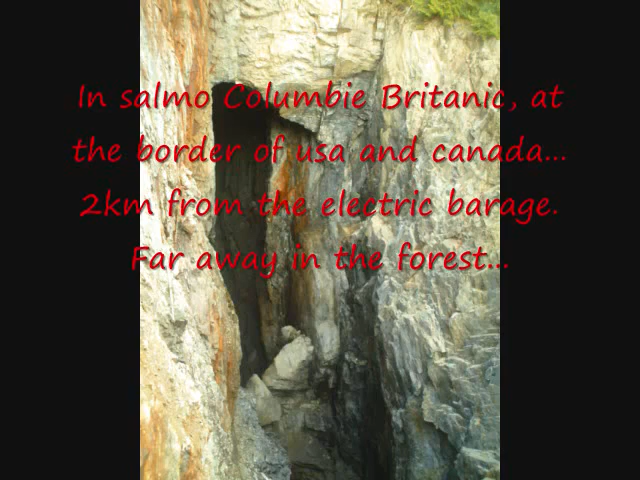 In salmo Columbie Britanic, at
the border of usa and canada...
2km from the electric barage.
Far away in the forest...